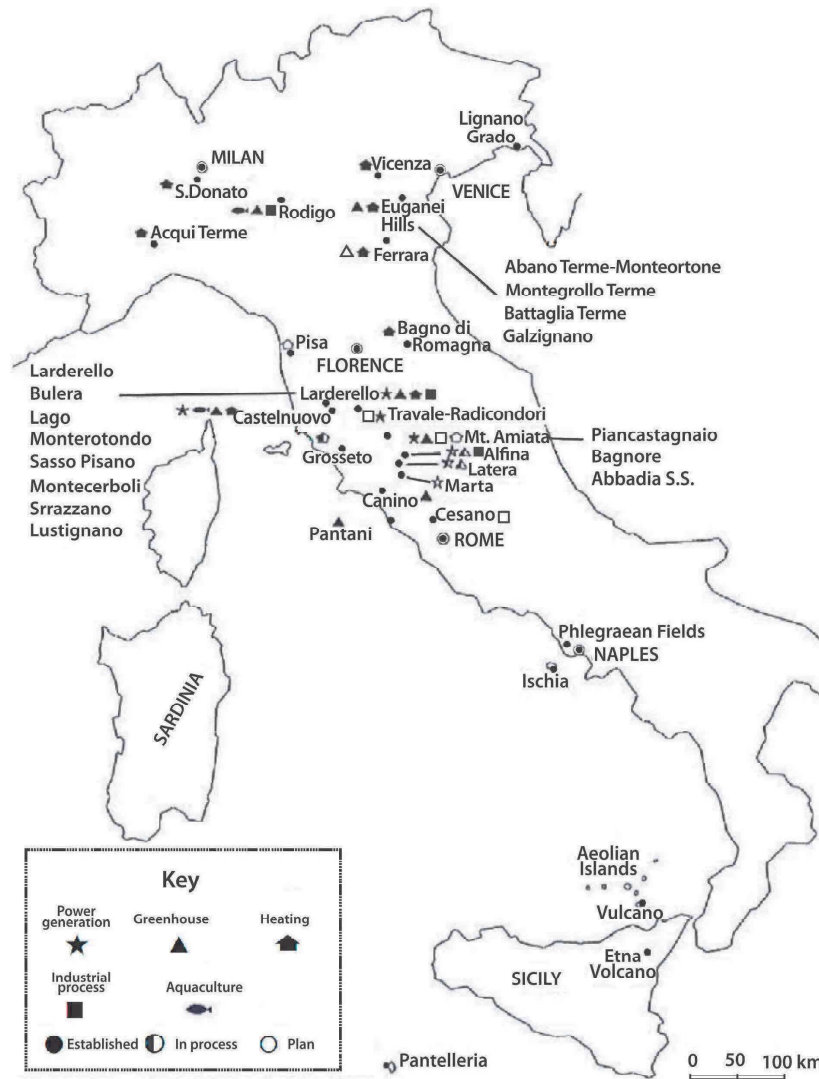 Lignano
Grado
MILAN
Vicenza
VENICE
S.Donato
Rodigo
Euganei
Hills
Acqui Terme
Ferrara
Abano Terme-Monteortone
Montegrollo Terme
Battaglia Terme
Galzignano
Pisa
Bagno di
Romagna
FLORENCE
Larderello
Bulera
Lago
Monterotondo
Sasso Pisano
Montecerboli
Srrazzano
Lustignano
Larderello
Castelnuovo
Travale-Radicondori
Mt. Amiata
Piancastagnaio
Bagnore
Abbadia S.S.
Grosseto
Alfina
Latera
Marta
Canino
Cesano
Pantani
ROME
Phlegraean Fields
NAPLES
Ischia
SARDINIA
Aeolian
Islands
Vulcano
Etna
Volcano
SICILY
Pantelleria
Key
Power
generation
Greenhouse
Heating
Industrial
process
Aquaculture
Established
In process
Plan
0 50 100 km